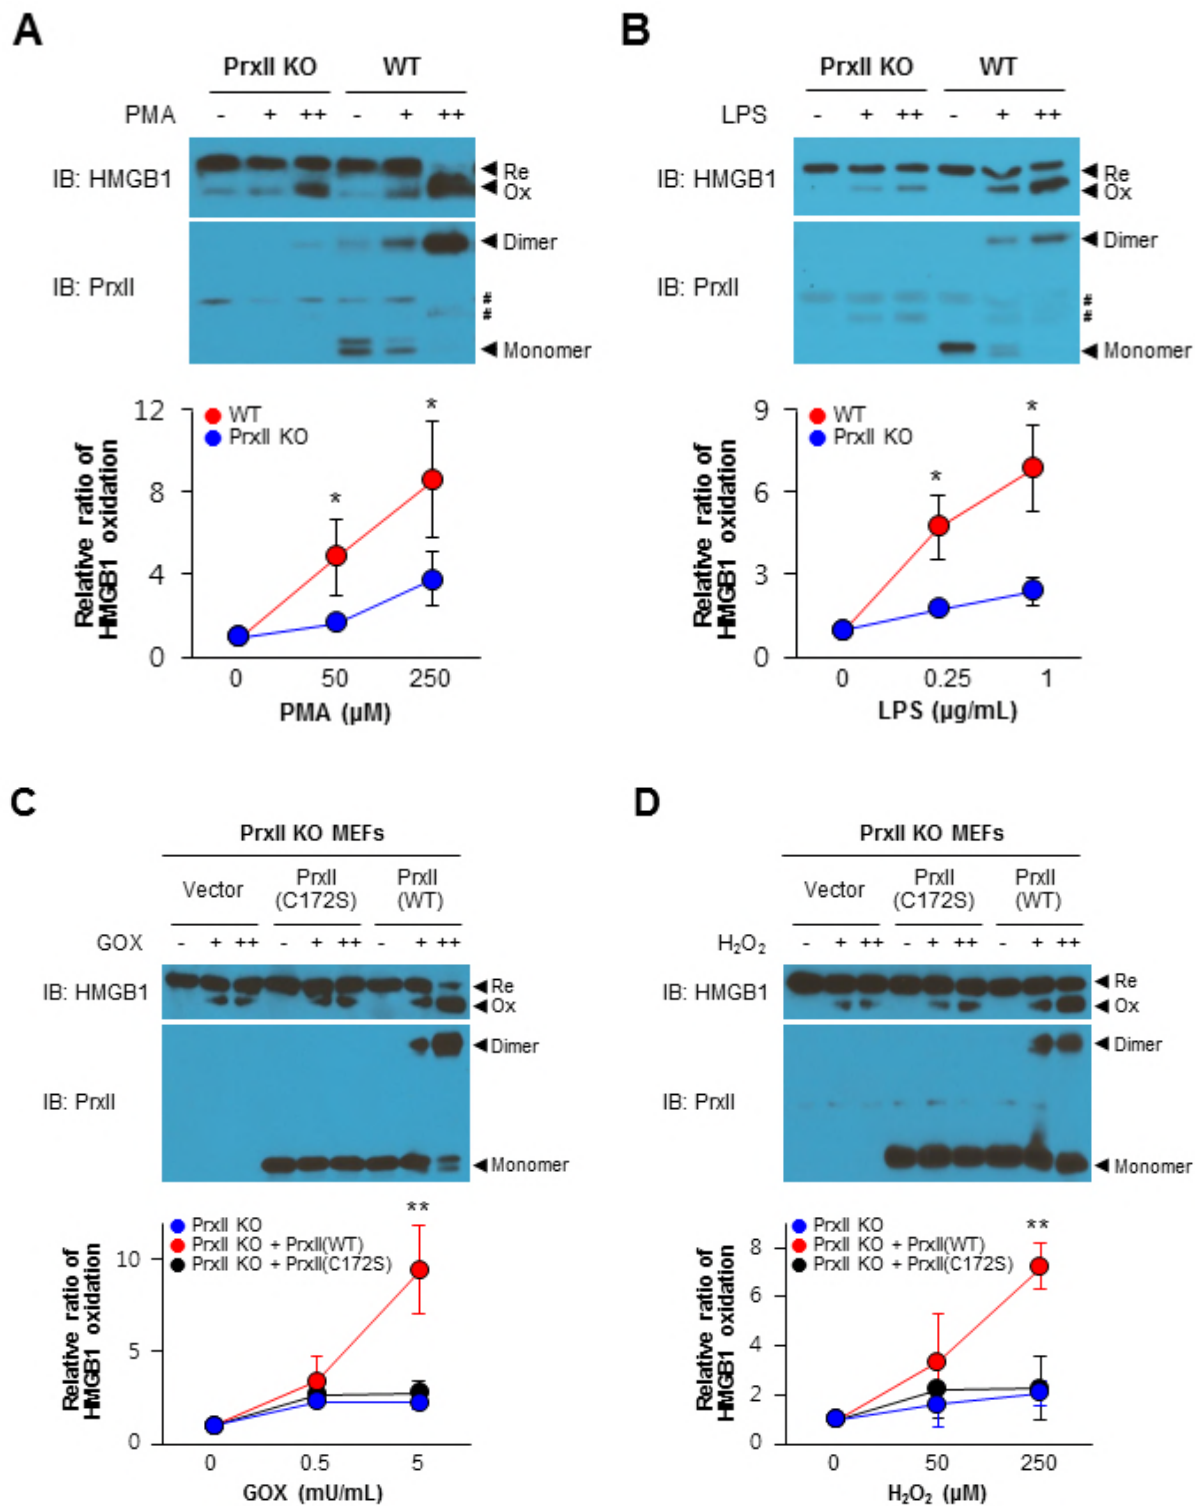 A
PrxII KO WT
PMA - + ++ - + ++
IB: HMGB1
Re
Ox
IB: PrxII
Dimer
#
#
Monomer
12
8
4
0
WT
PrxII KO
*
*
Relative ratio of
HMGB1 oxidation
0 50 250
PMA (µM)
B
PrxII KO WT
LPS - + ++ - + ++
IB: HMGB1
Re
Ox
IB: PrxII
Dimer
#
#
Monomer
9
6
3
0
WT
PrxII KO
*
*
Relative ratio of
HMGB1 oxidation
0 0.25 1
LPS (µg/mL)
C
PrxII KO MEFs
Vector PrxII (C172S) PrxII (WT)
GOX - + ++ - + ++ - + ++
IB: HMGB1
Re
Ox
IB: PrxII
Dimer
Monomer
PrxII KO
PrxII KO + PrxII(WT)
PrxII KO + PrxII(C172S)
**
10
5
0
Relative ratio of
HMGB1 oxidation
0 0.5 5
GOX (mU/mL)
D
PrxII KO MEFs
Vector PrxII (C172S) PrxII (WT)
H₂O₂ - + ++ - + ++ - + ++
IB: HMGB1
Re
Ox
IB: PrxII
Dimer
Monomer
PrxII KO
PrxII KO + PrxII(WT)
PrxII KO + PrxII(C172S)
**
8
6
4
2
0
Relative ratio of
HMGB1 oxidation
0 50 250
H₂O₂ (µM)